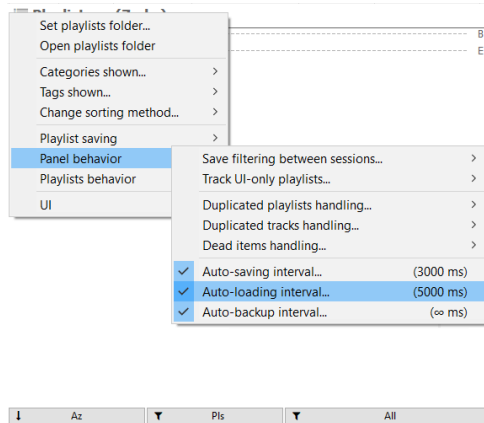 Set playlists folder...
Open playlists folder
B
E
Categories shown...
Tags shown...
Change sorting method...
Playlist saving
Panel behavior
Playlists behavior
UI
Save filtering between sessions...
Track UI-only playlists...
Duplicated playlists handling...
Duplicated tracks handling...
Dead items handling...
Auto-saving interval... (3000 ms)
Auto-loading interval... (5000 ms)
Auto-backup interval... (∞ ms)
Az Pls All